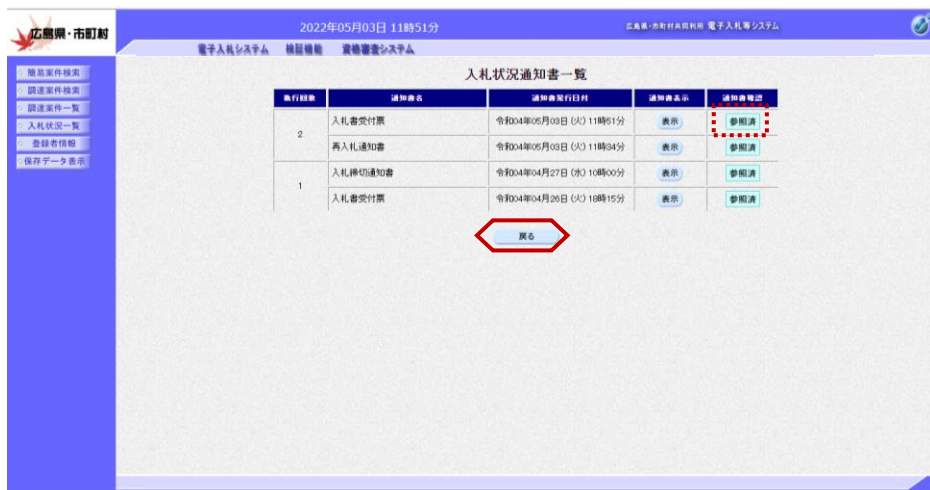 広島県・市町村
2022年05月03日 11時51分
広島県・市町村共同利用 電子入札等システム
電子入札システム 検証機能 資格審査システム
簡易案件検索
調達案件検索
調達案件一覧
入札状況一覧
登録者情報
保存データ表示
入札状況通知書一覧
執行回数 通知書名 通知書発行日付 通知書表示 通知書確認
2 入札書受付票 令和04年05月03日 (火) 11時51分 表示 参照済
再入札通知書 令和04年05月03日 (火) 11時34分 表示 参照済
1 入札締切通知書 令和04年04月27日 (水) 10時00分 表示 参照済
入札書受付票 令和04年04月26日 (火) 18時15分 表示 参照済
戻る